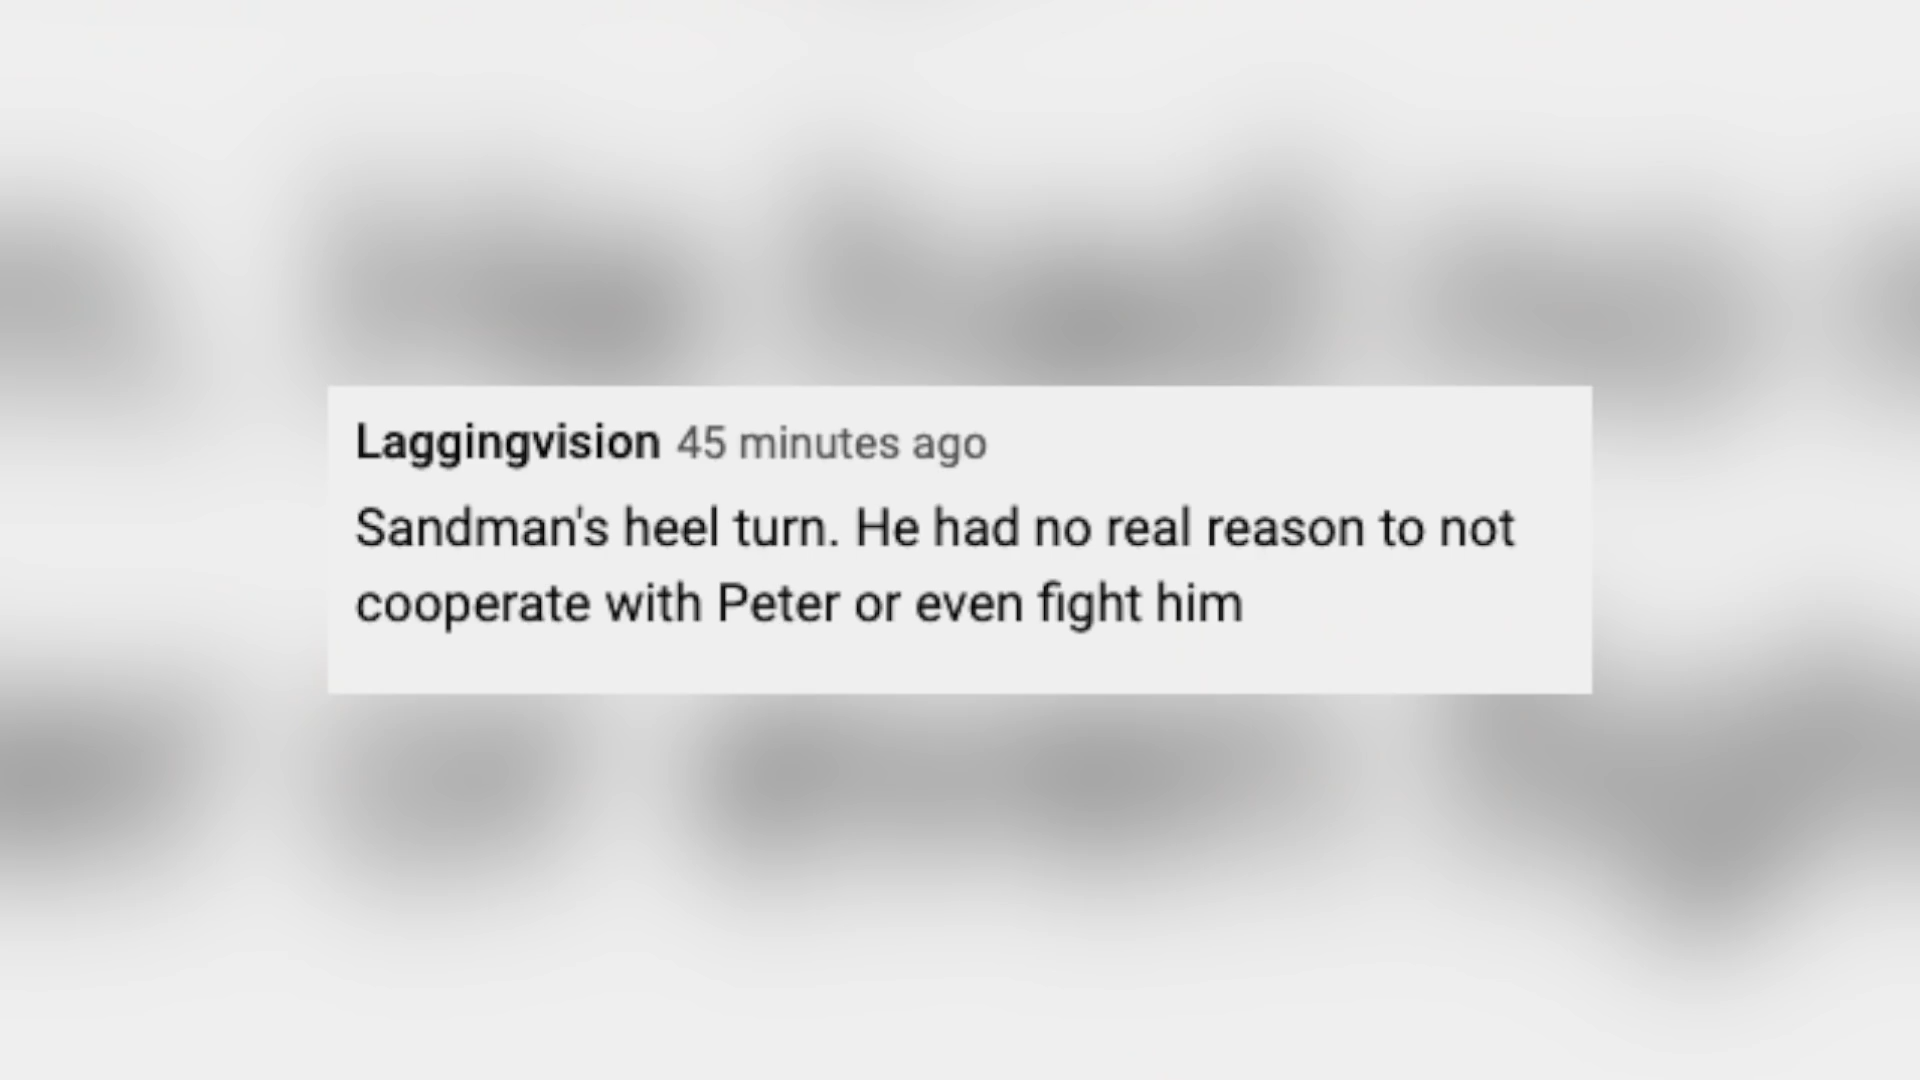 Laggingvision 45 minutes ago
Sandman's heel turn. He had no real reason to not
cooperate with Peter or even fight him